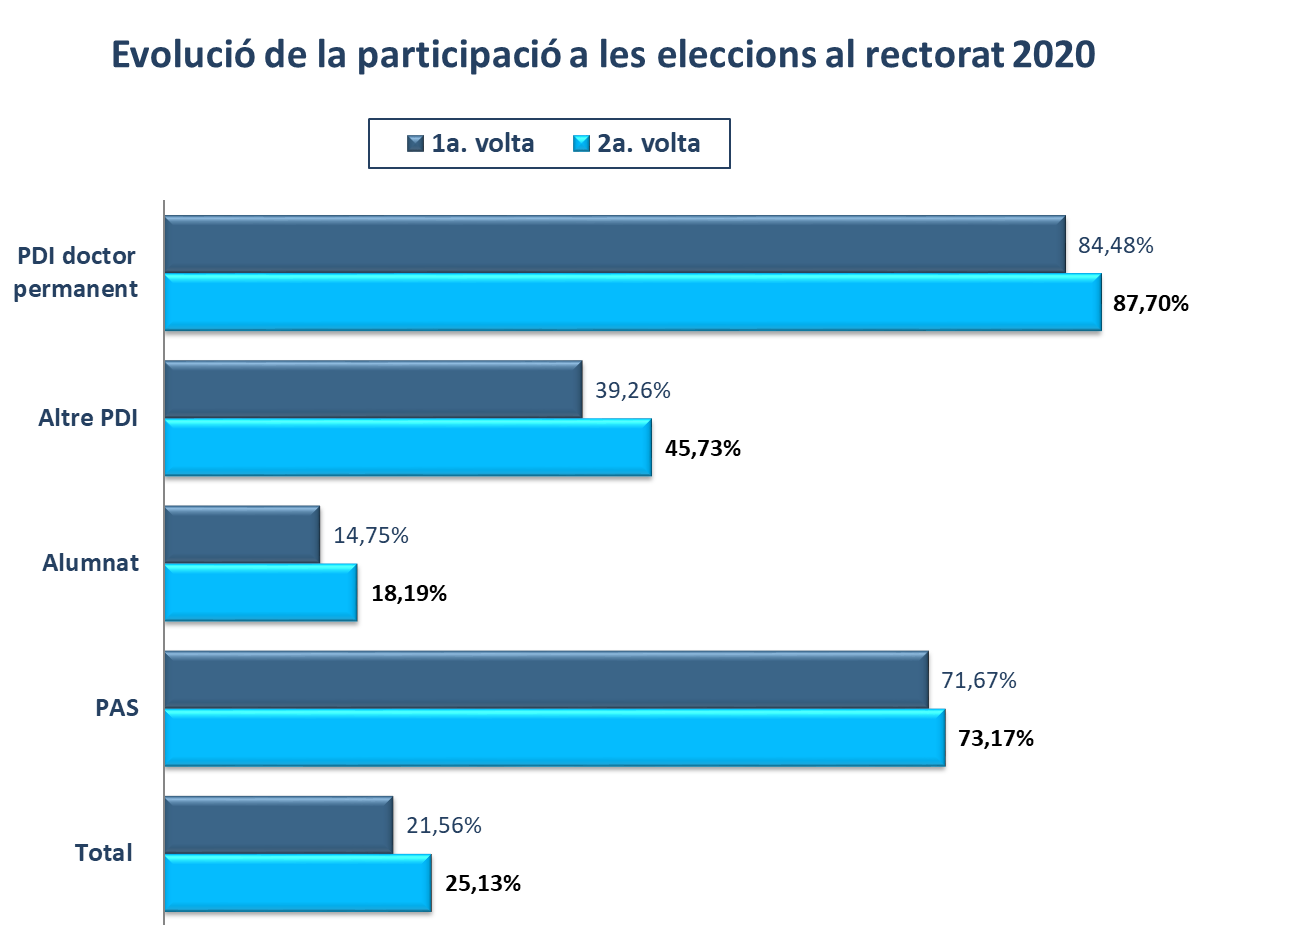 Evolució de la participació a les eleccions al rectorat 2020
1a. volta 2a. volta
PDI doctor
permanent
84,48%
87,70%
Altre PDI
39,26%
45,73%
Alumnat
14,75%
18,19%
PAS
71,67%
73,17%
Total
21,56%
25,13%